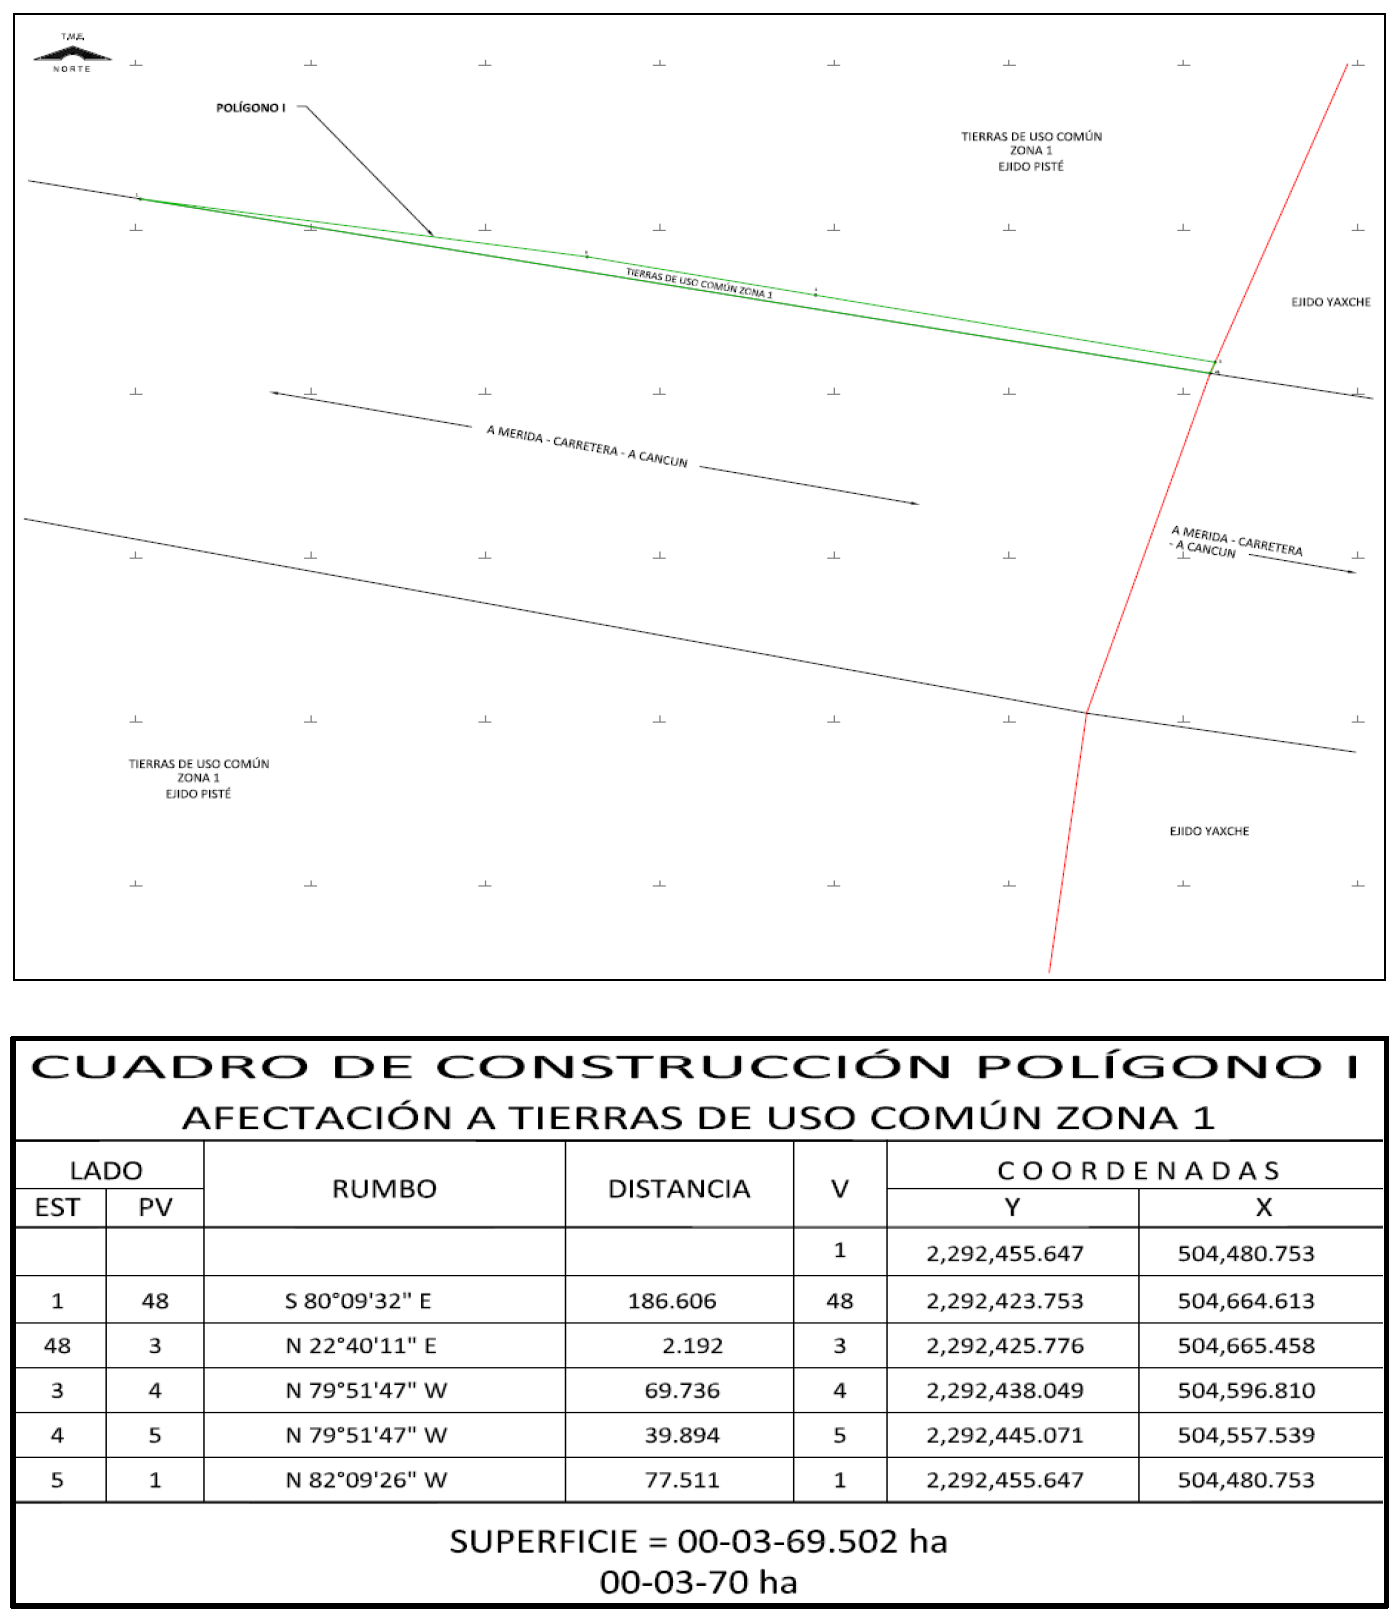 T.M.E.
NORTE
POLÍGONO I
TIERRAS DE USO COMÚN
ZONA 1
EJIDO PISTÉ
TIERRAS DE USO COMÚN ZONA 1
EJIDO YAXCHE
A MERIDA - CARRETERA - A CANCUN
A MERIDA - CARRETERA
- A CANCUN
TIERRAS DE USO COMÚN
ZONA 1
EJIDO PISTÉ
EJIDO YAXCHE
CUADRO DE CONSTRUCCIÓN POLÍGONO I
AFECTACIÓN A TIERRAS DE USO COMÚN ZONA 1
LADO RUMBO DISTANCIA V COORDENADAS
EST PV Y X
1 2,292,455.647 504,480.753
1 48 S 80°09'32" E 186.606 48 2,292,423.753 504,664.613
48 3 N 22°40'11" E 2.192 3 2,292,425.776 504,665.458
3 4 N 79°51'47" W 69.736 4 2,292,438.049 504,596.810
4 5 N 79°51'47" W 39.894 5 2,292,445.071 504,557.539
5 1 N 82°09'26" W 77.511 1 2,292,455.647 504,480.753
SUPERFICIE = 00-03-69.502 ha
00-03-70 ha